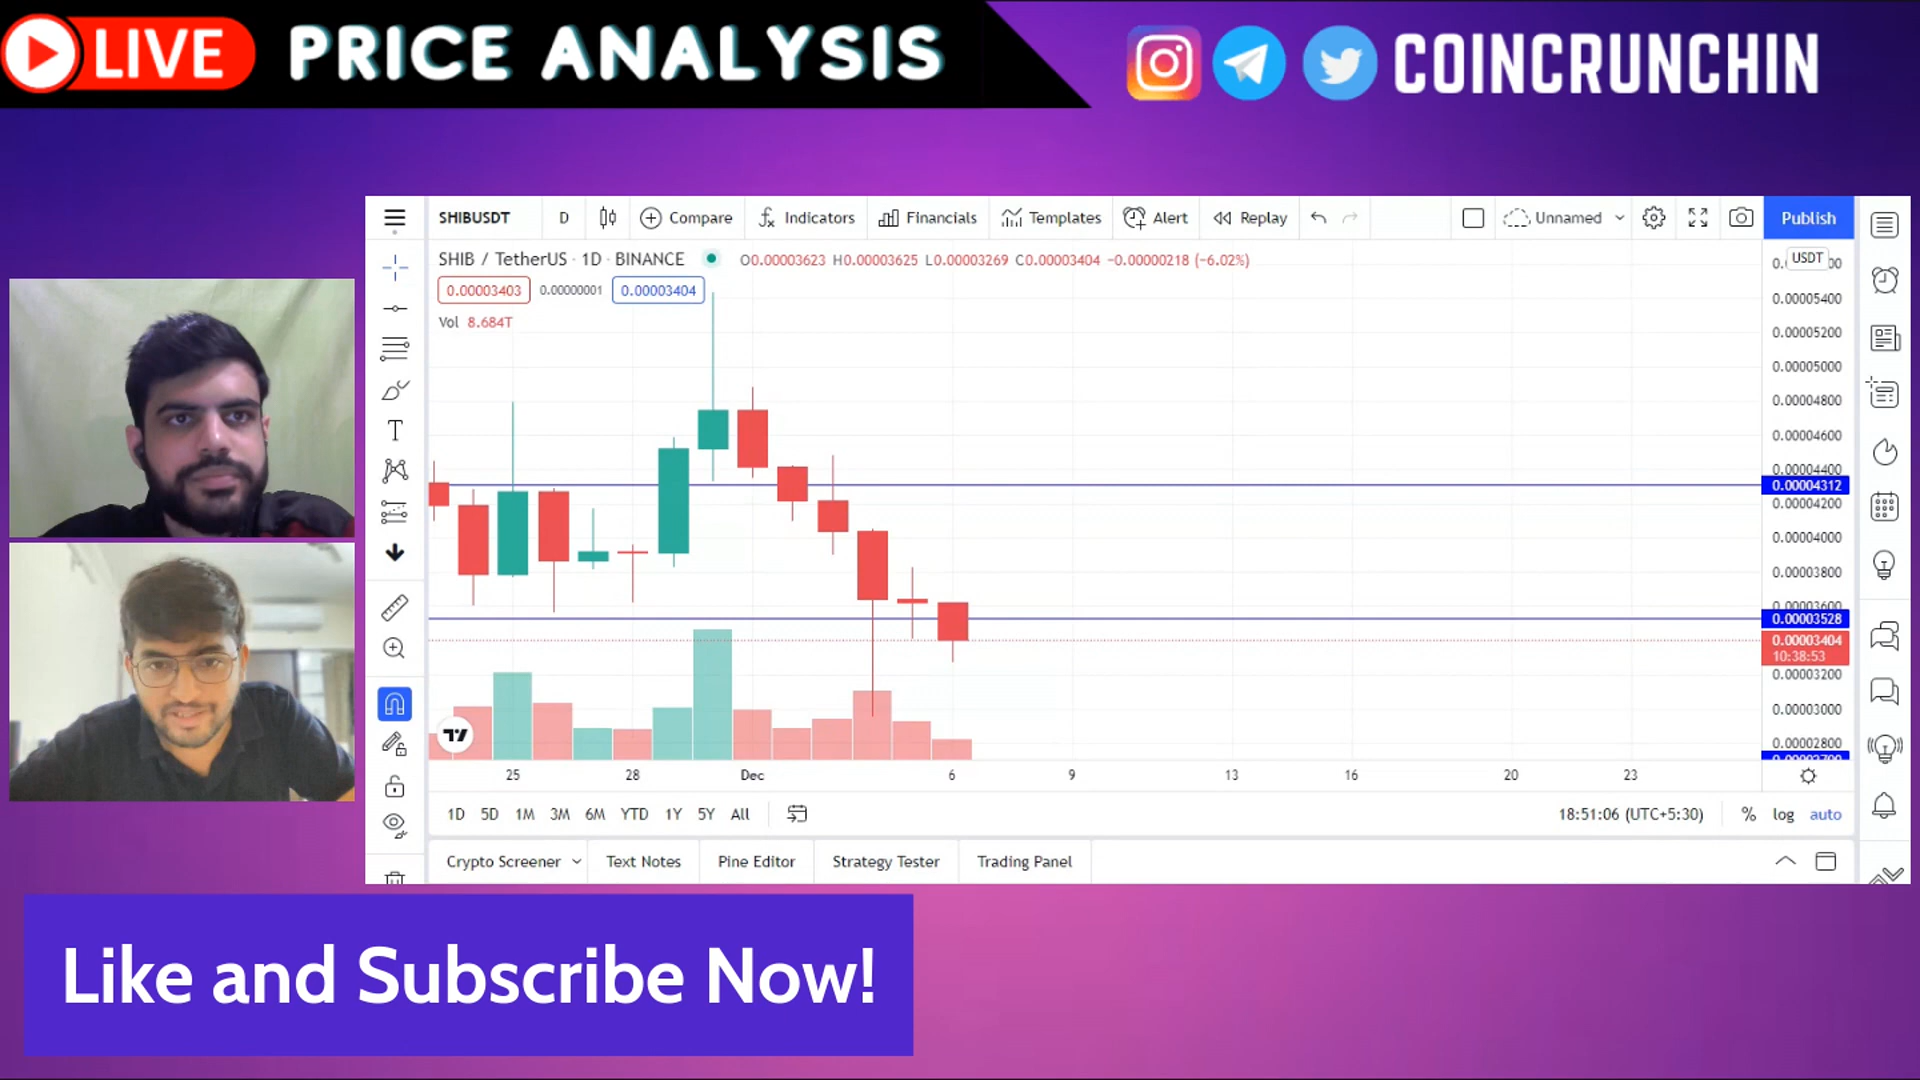 LIVE PRICE ANALYSIS
COINCRUNCHIN
SHIBUSDT D Compare Indicators Financials Templates Alert Replay Unnamed Publish
SHIB / TetherUS · 1D · BINANCE O0.00003623 H0.00003625 L0.00003269 C0.00003404 −0.00000218 (−6.02%)
USDT
0.00003403 0.00000001 0.00003404
Vol 8.684T
0.00005400
0.00005200
0.00005000
0.00004800
0.00004600
0.00004400
0.00004312
0.00004200
0.00004000
0.00003800
0.00003600
0.00003528
0.00003404
10:38:53
0.00003200
0.00003000
0.00002800
25 28 Dec 6 9 13 16 20 23
1D 5D 1M 3M 6M YTD 1Y 5Y All 18:51:06 (UTC+5:30) % log auto
Crypto Screener Text Notes Pine Editor Strategy Tester Trading Panel
Like and Subscribe Now!